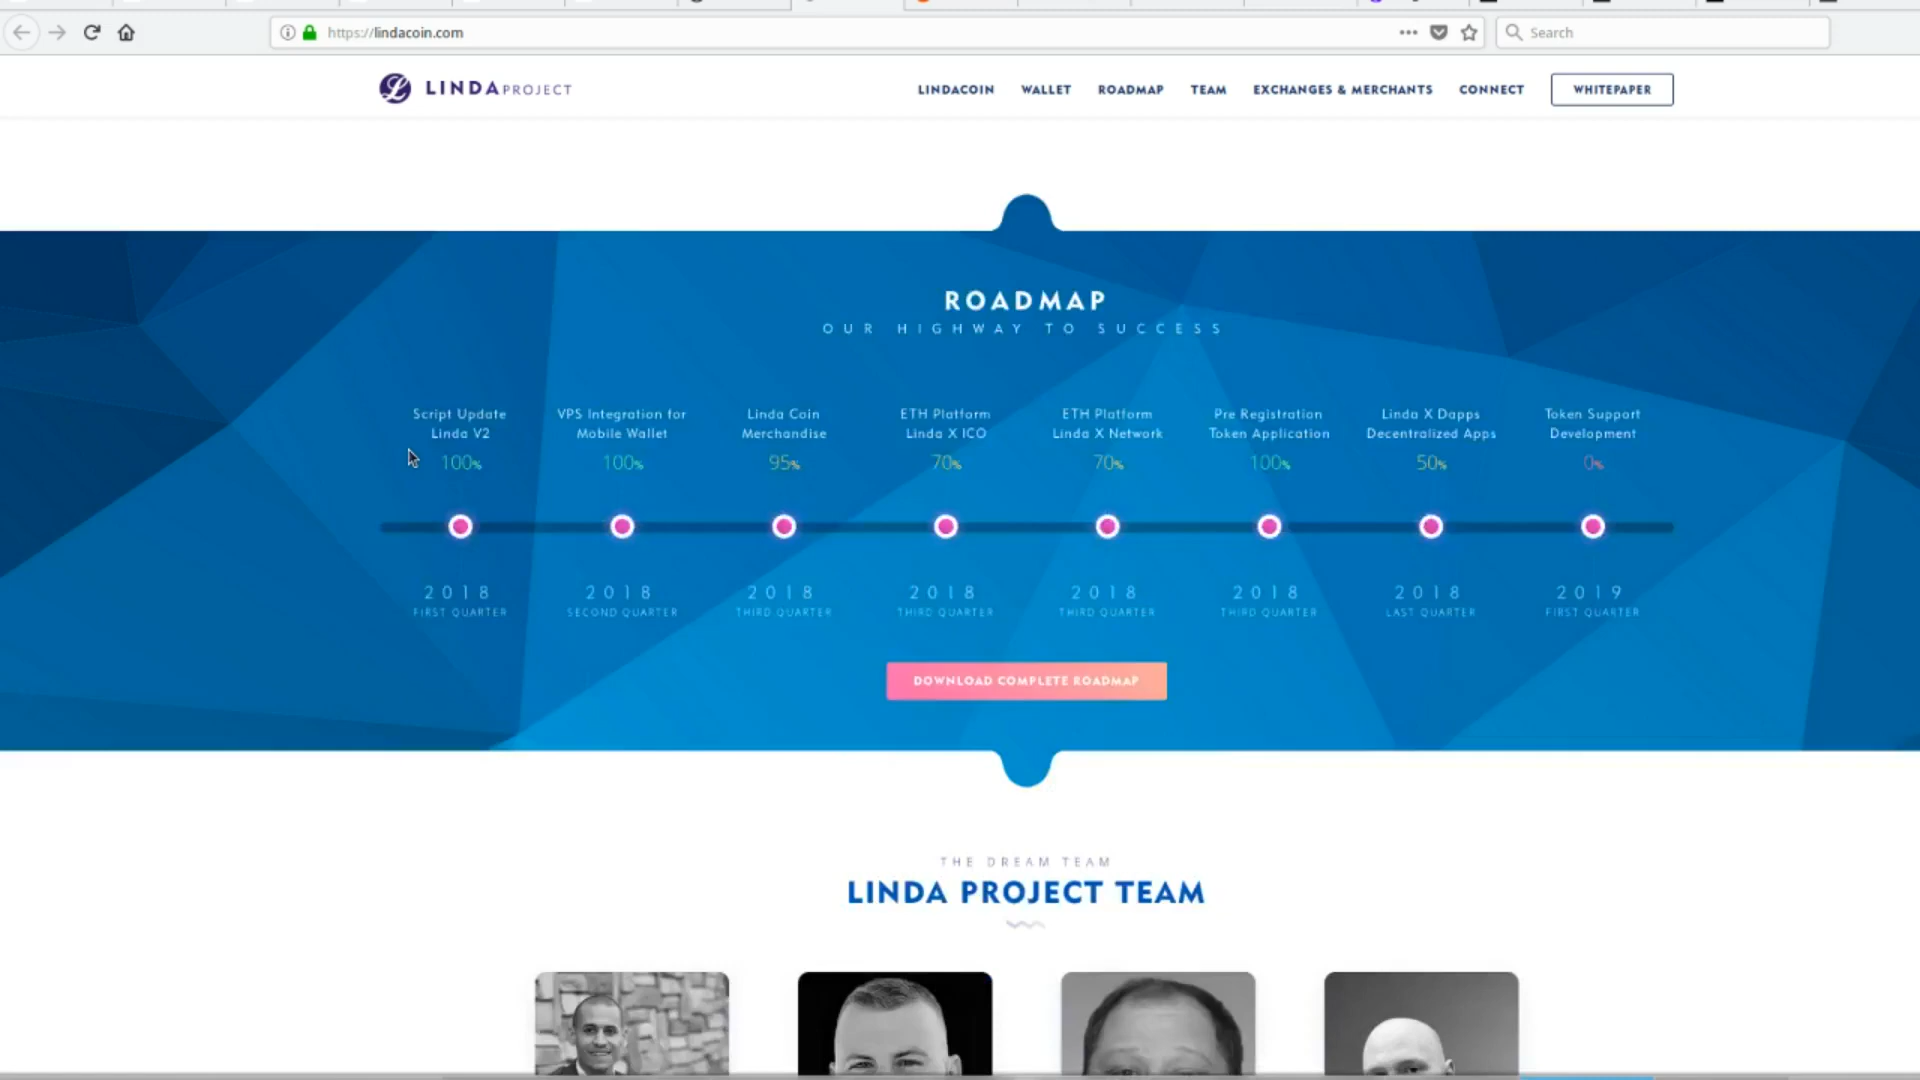 https://lindacoin.com
Search
LINDAPROJECT
LINDACOIN WALLET ROADMAP TEAM EXCHANGES & MERCHANTS CONNECT WHITEPAPER
ROADMAP
OUR HIGHWAY TO SUCCESS
Script Update
Linda V2
100%
VPS Integration for
Mobile Wallet
100%
Linda Coin
Merchandise
95%
ETH Platform
Linda X ICO
70%
ETH Platform
Linda X Network
70%
Pre Registration
Token Application
100%
Linda X Dapps
Decentralized Apps
50%
Token Support
Development
0%
2018
FIRST QUARTER
2018
SECOND QUARTER
2018
THIRD QUARTER
2018
THIRD QUARTER
2018
THIRD QUARTER
2018
THIRD QUARTER
2018
LAST QUARTER
2019
FIRST QUARTER
DOWNLOAD COMPLETE ROADMAP
THE DREAM TEAM
LINDA PROJECT TEAM